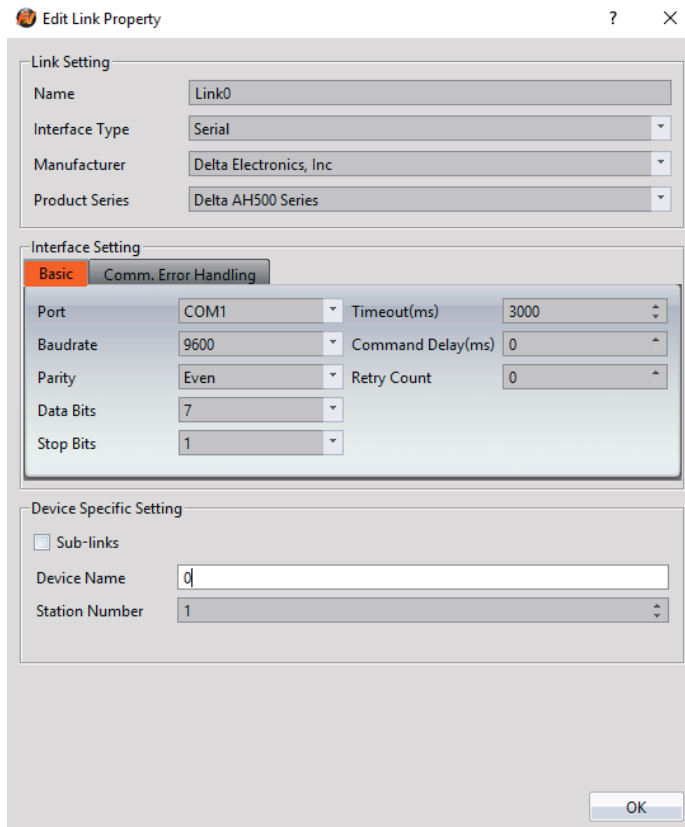 Edit Link Property ?
Link Setting
Name Link0
Interface Type Serial
Manufacturer Delta Electronics, Inc
Product Series Delta AH500 Series
Interface Setting
Basic Comm. Error Handling
Port COM1 Timeout(ms) 3000
Baudrate 9600 Command Delay(ms) 0
Parity Even Retry Count 0
Data Bits 7
Stop Bits 1
Device Specific Setting
Sub-links
Device Name 0
Station Number 1
OK